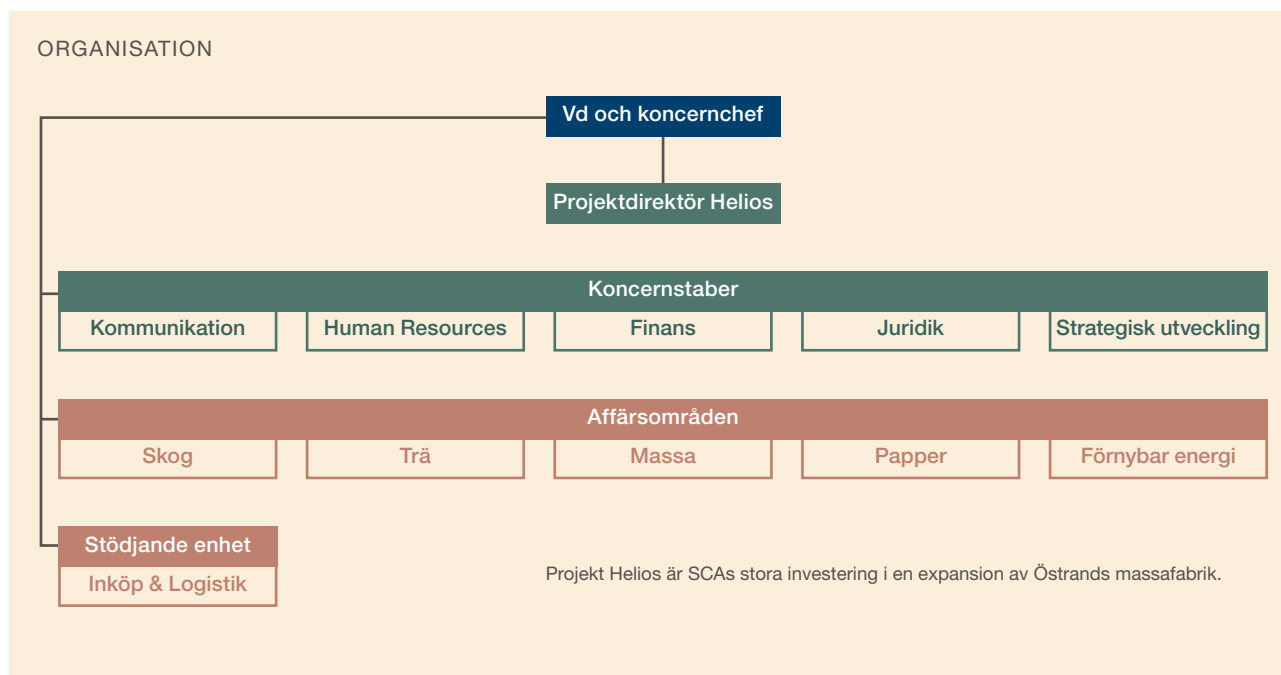 ORGANISATION
Vd och koncernchef
Projektdirektör Helios
Koncernstaber
Kommunikation
Human Resources
Finans
Juridik
Strategisk utveckling
Affärsområden
Skog
Trä
Massa
Papper
Förnybar energi
Stödjande enhet
Inköp & Logistik
Projekt Helios är SCAs stora investering i en expansion av Östrands massafabrik.